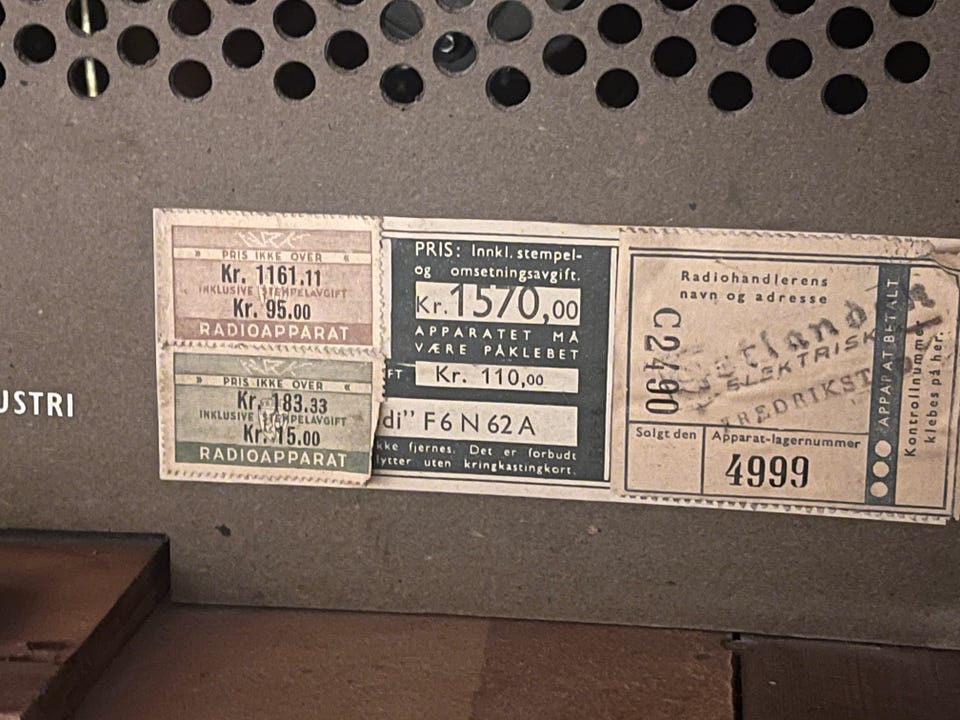 USTRI
» PRIS IKKE OVER «
Kr. 1161.11
INKLUSIVE STEMPELAVGIFT
Kr. 95.00
RADIOAPPARAT
» PRIS IKKE OVER «
Kr. 183.33
INKLUSIVE STEMPELAVGIFT
Kr. 15.00
RADIOAPPARAT
PRIS: Innkl. stempel-
og omsetningsavgift.
Kr. 1570,00
APPARATET MÅ
VÆRE PÅKLEBET
FT Kr. 110,00
di” F6 N 62 A
kke fjernes. Det er forbudt
lytter uten kringkastingkort.
Radiohandlerens
navn og adresse
C2490
ELEKTRISK
FREDRIKST
Solgt den
Apparat-lagernummer
4999
APPARAT BETALT
Kontrollnummer
klebes på her: